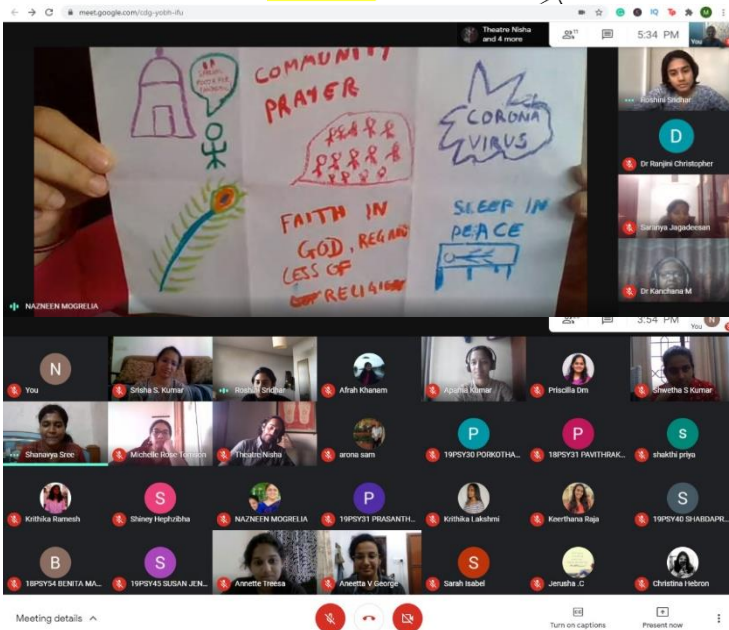 meet.google.com/cdg-yobh-ifu
Theatre Nisha
and 4 more
5:34 PM
You
COMMUNITY
PRAYER
CORONA
VIRUS
FAITH IN
GOD, REGARD
LESS OF
RELIGION
SLEEP IN
PEACE
NAZNEEN MOGRELIA
Roshini Sridhar
D
Dr Ranjini Christopher
Saranya Jagadeesan
Dr Kanchana M
3:54 PM
You
N
N
You
Srisha S. Kumar
Roshini Sridhar
Afrah Khanam
Aparna Kumar
Priscilla Dm
Shwetha S Kumar
Shanavya Sree
Michelle Rose Tomson
Theatre Nisha
arona sam
P
19PSY30 PORKOTHA...
P
18PSY31 PAVITHRAK...
S
shakthi priya
Krithika Ramesh
S
Shiney Hephzibha
NAZNEEN MOGRELIA
P
19PSY31 PRASANTH...
Krithika Lakshmi
Keerthana Raja
S
19PSY40 SHABDAPR...
B
18PSY54 BENITA MA...
S
19PSY45 SUSAN JEN...
Annette Treesa
Aneetta V George
S
Sarah Isabel
Jerusha .C
Christina Hebron
Meeting details
Turn on captions
Present now